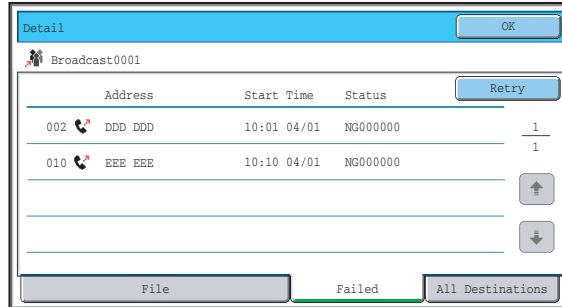 Detail OK
Broadcast0001
Retry
Address Start Time Status
002 DDD DDD 10:01 04/01 NG000000
010 EEE EEE 10:10 04/01 NG000000
1
1
File Failed All Destinations